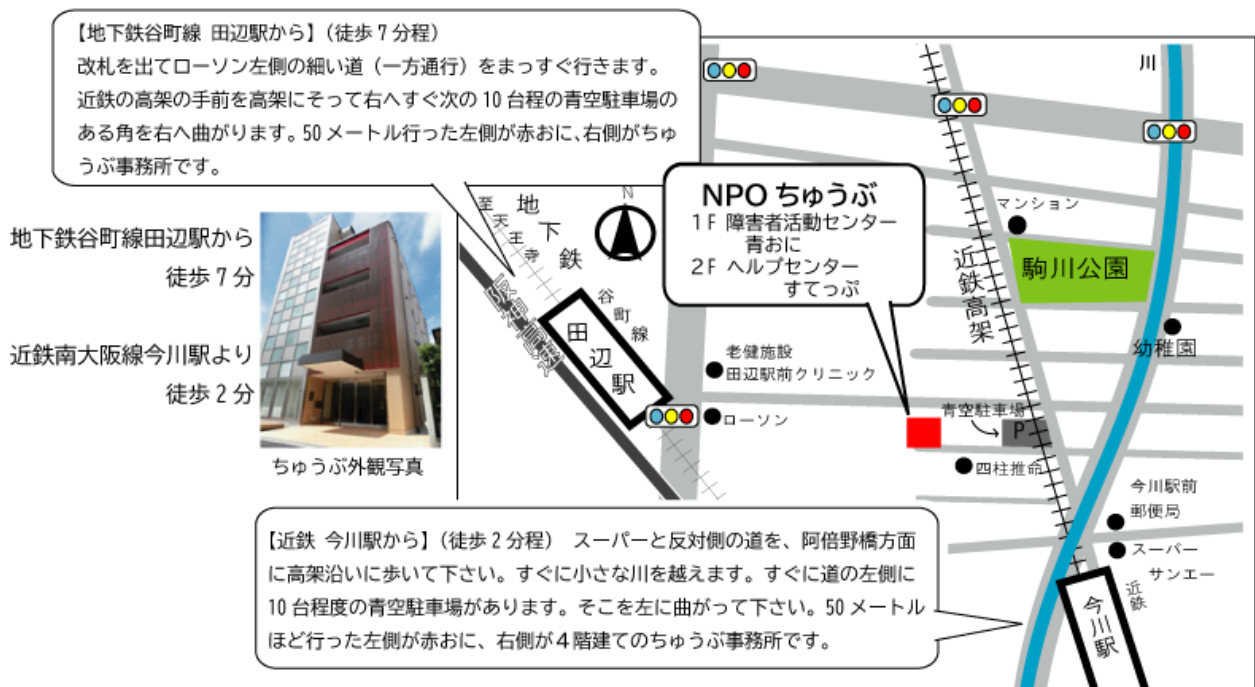 【地下鉄谷町線 田辺駅から】（徒歩７分程）
改札を出てローソン左側の細い道（一方通行）をまっすぐ行きます。
近鉄の高架の手前を高架にそって右へすぐ次の 10 台程の青空駐車場の
ある角を右へ曲がります。50 メートル行った左側が赤おに、右側がちゅ
うぶ事務所です。
地下鉄谷町線田辺駅から
徒歩７分
近鉄南大阪線今川駅より
徒歩２分
ちゅうぶ外観写真
至天王寺
地下鉄
谷町線
阪神高速
田辺駅
N
NPO ちゅうぶ
１F 障害者活動センター
青おに
２F ヘルプセンター
すてっぷ
老健施設
田辺駅前クリニック
ローソン
川
マンション
駒川公園
近鉄高架
幼稚園
青空駐車場
P
四柱推命
今川駅前
郵便局
スーパー
サンエー
近鉄
今川駅
【近鉄 今川駅から】（徒歩２分程） スーパーと反対側の道を、阿倍野橋方面
に高架沿いに歩いて下さい。すぐに小さな川を越えます。すぐに道の左側に
10 台程度の青空駐車場があります。そこを左に曲がって下さい。50 メートル
ほど行った左側が赤おに、右側が４階建てのちゅうぶ事務所です。